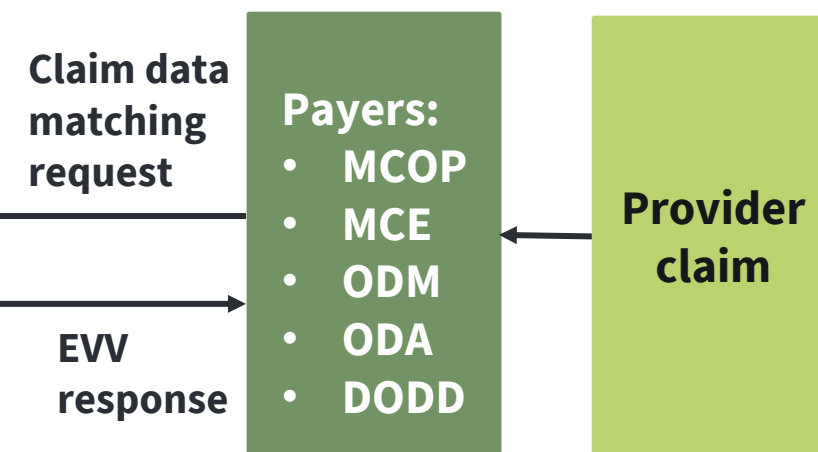 Claim data
matching
request
EVV
response
Payers:
• MCOP
• MCE
• ODM
• ODA
• DODD
Provider
claim